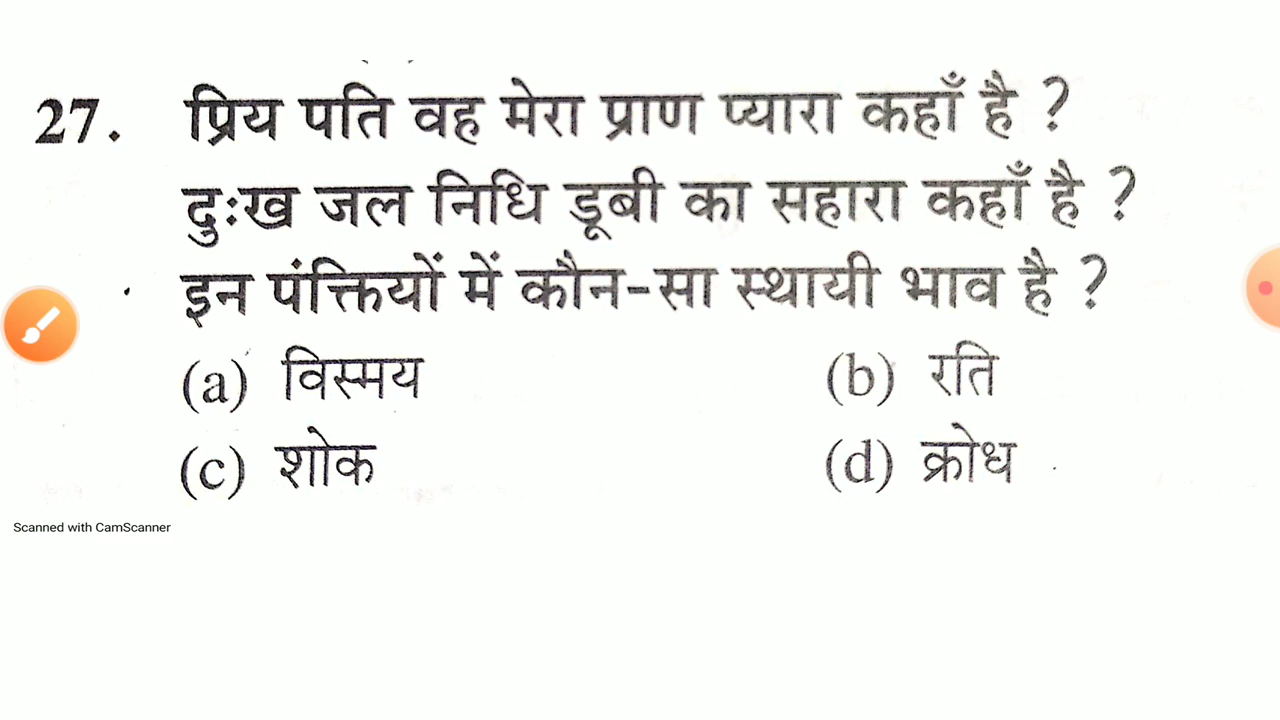 27. प्रिय पति वह मेरा प्राण प्यारा कहाँ है ?
दुःख जल निधि डूबी का सहारा कहाँ है ?
इन पंक्तियों में कौन-सा स्थायी भाव है ?
(a) विस्मय (b) रति
(c) शोक (d) क्रोध
Scanned with CamScanner